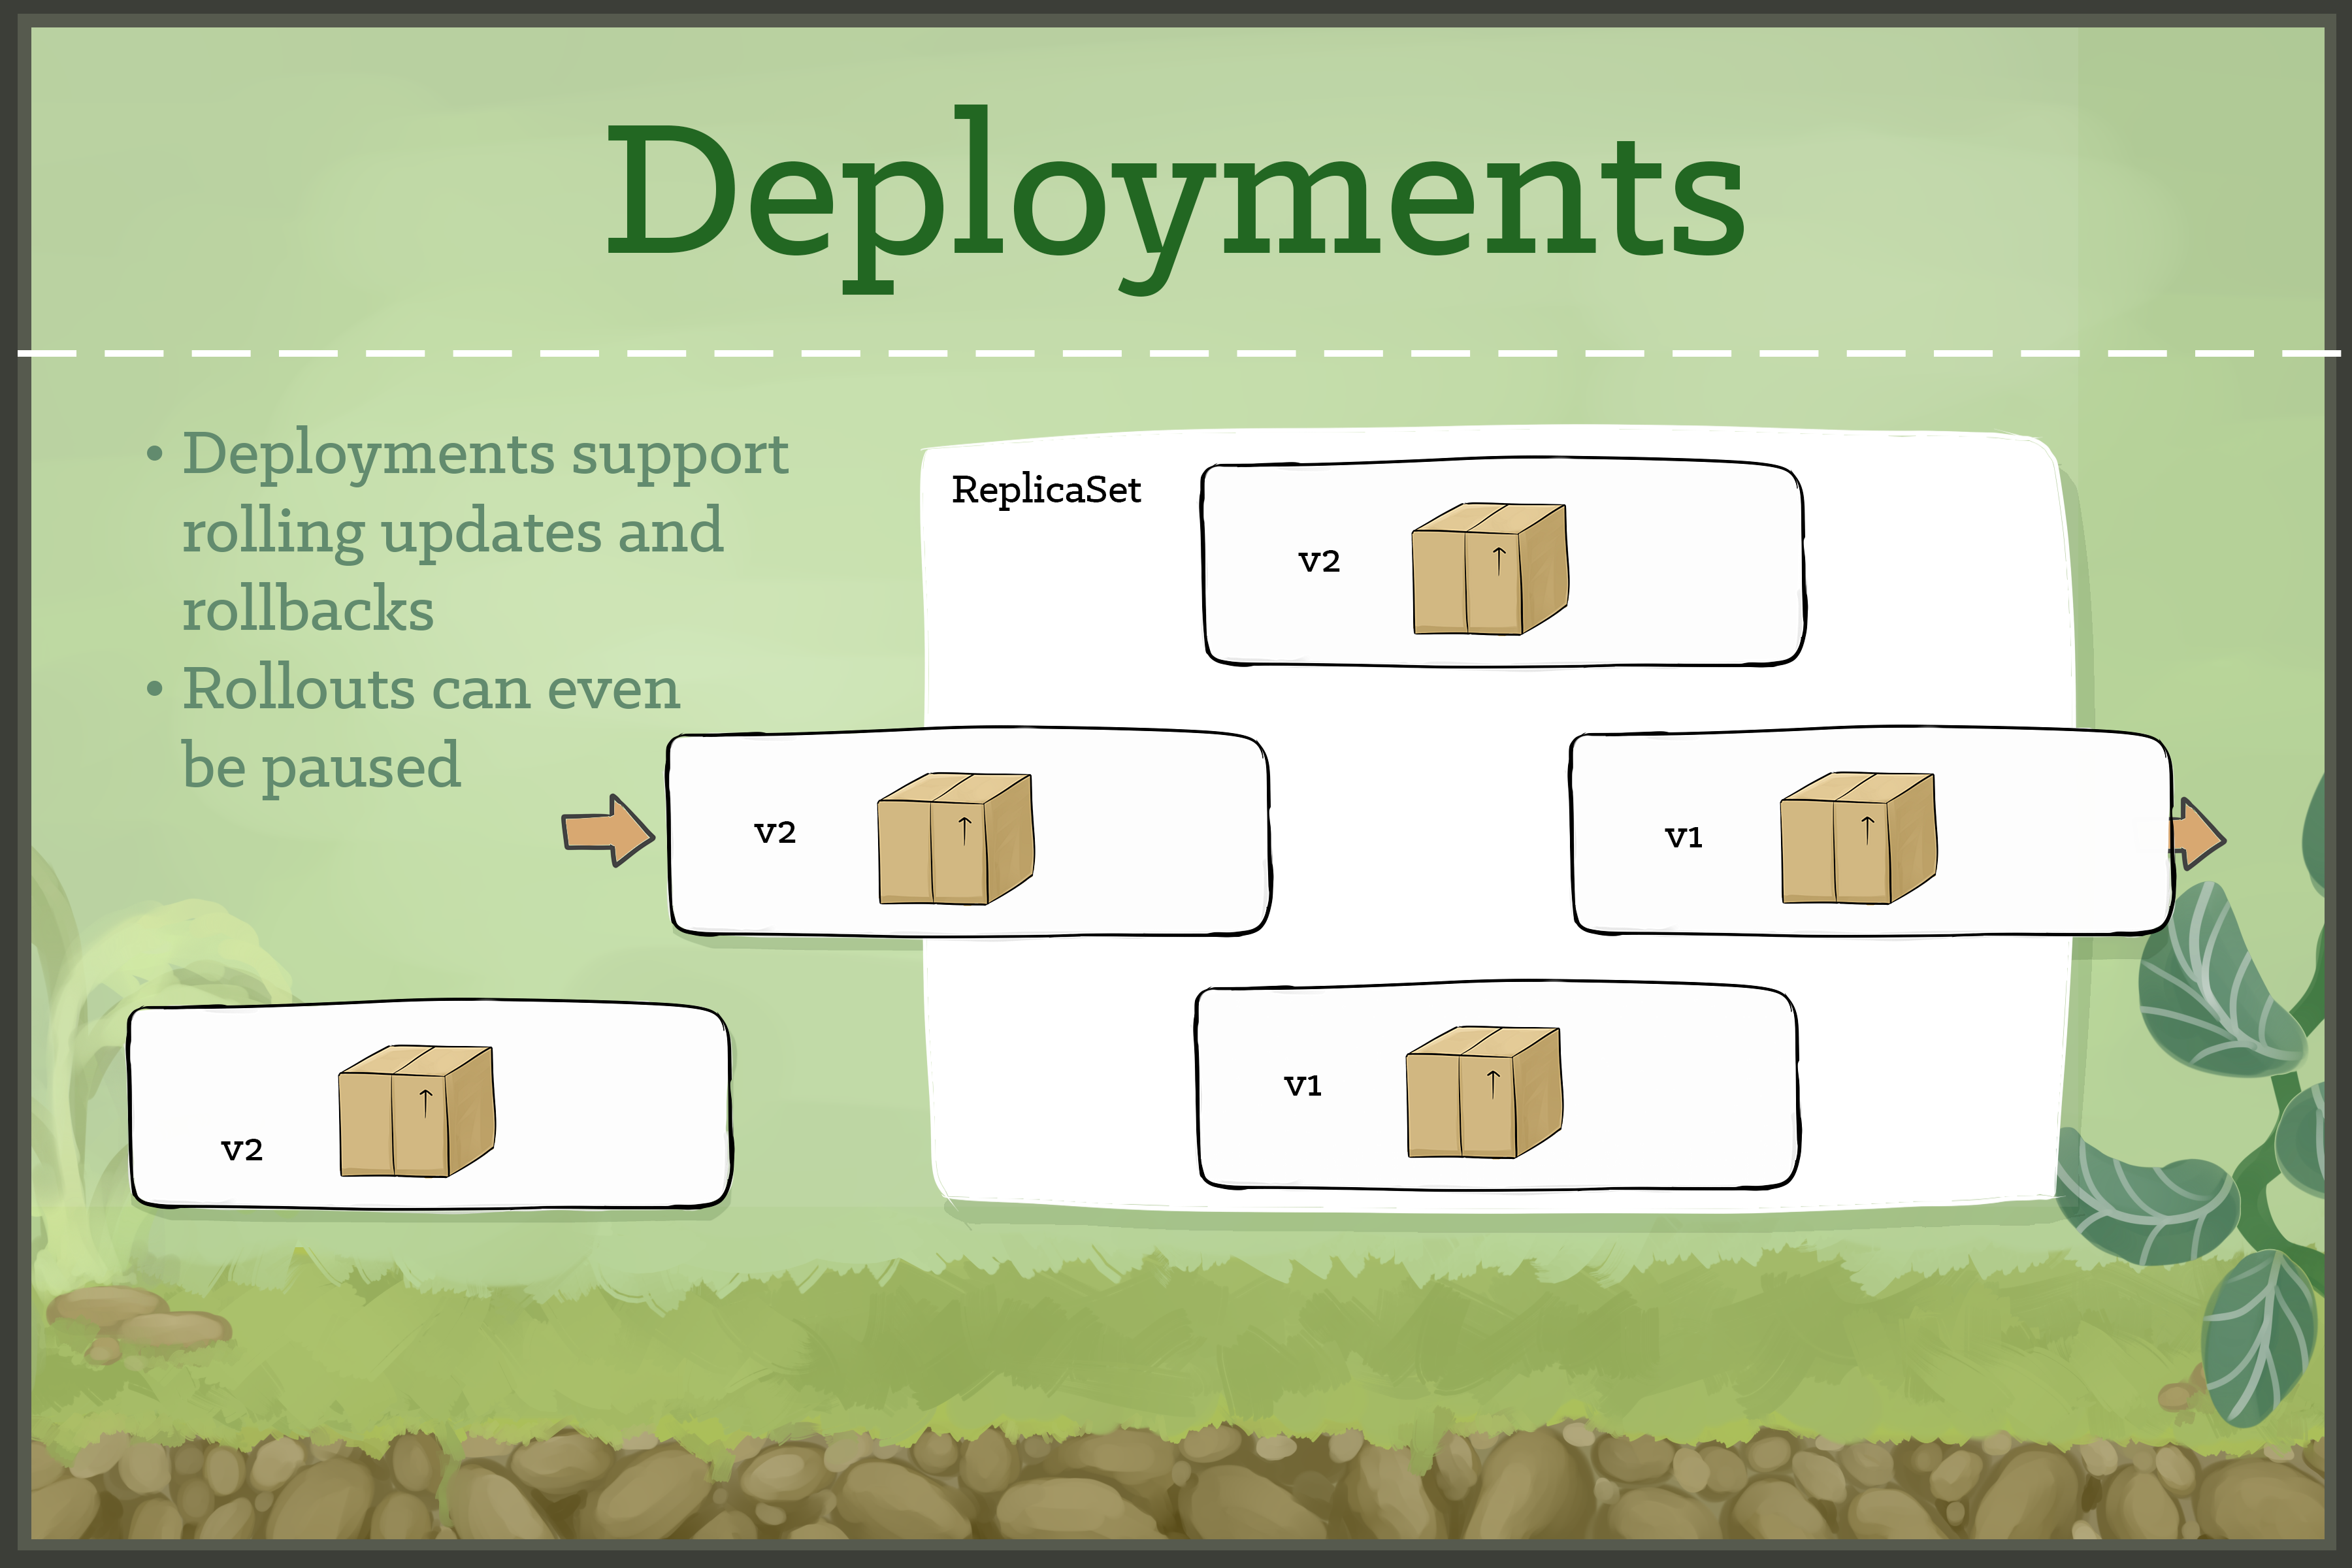 Deployments
• Deployments support
rolling updates and
rollbacks
• Rollouts can even
be paused
ReplicaSet
v2
v2
v1
v2
v1